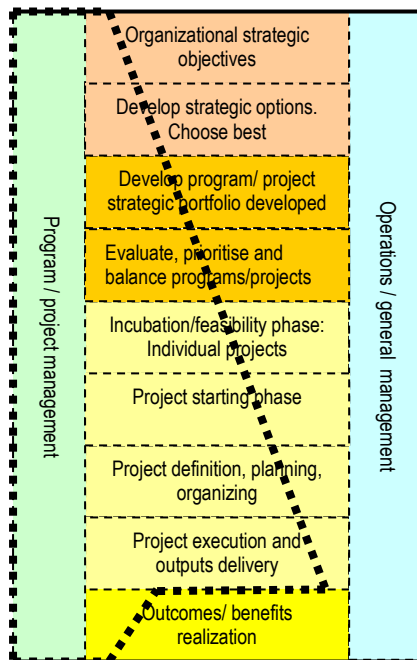 Organizational strategic
objectives
Develop strategic options.
Choose best
Develop program/ project
strategic portfolio developed
Evaluate, prioritise and
balance programs/projects
Incubation/feasibility phase:
Individual projects
Project starting phase
Project definition, planning,
organizing
Project execution and
outputs delivery
Outcomes/ benefits
realization
Program / project management
Operations / general management